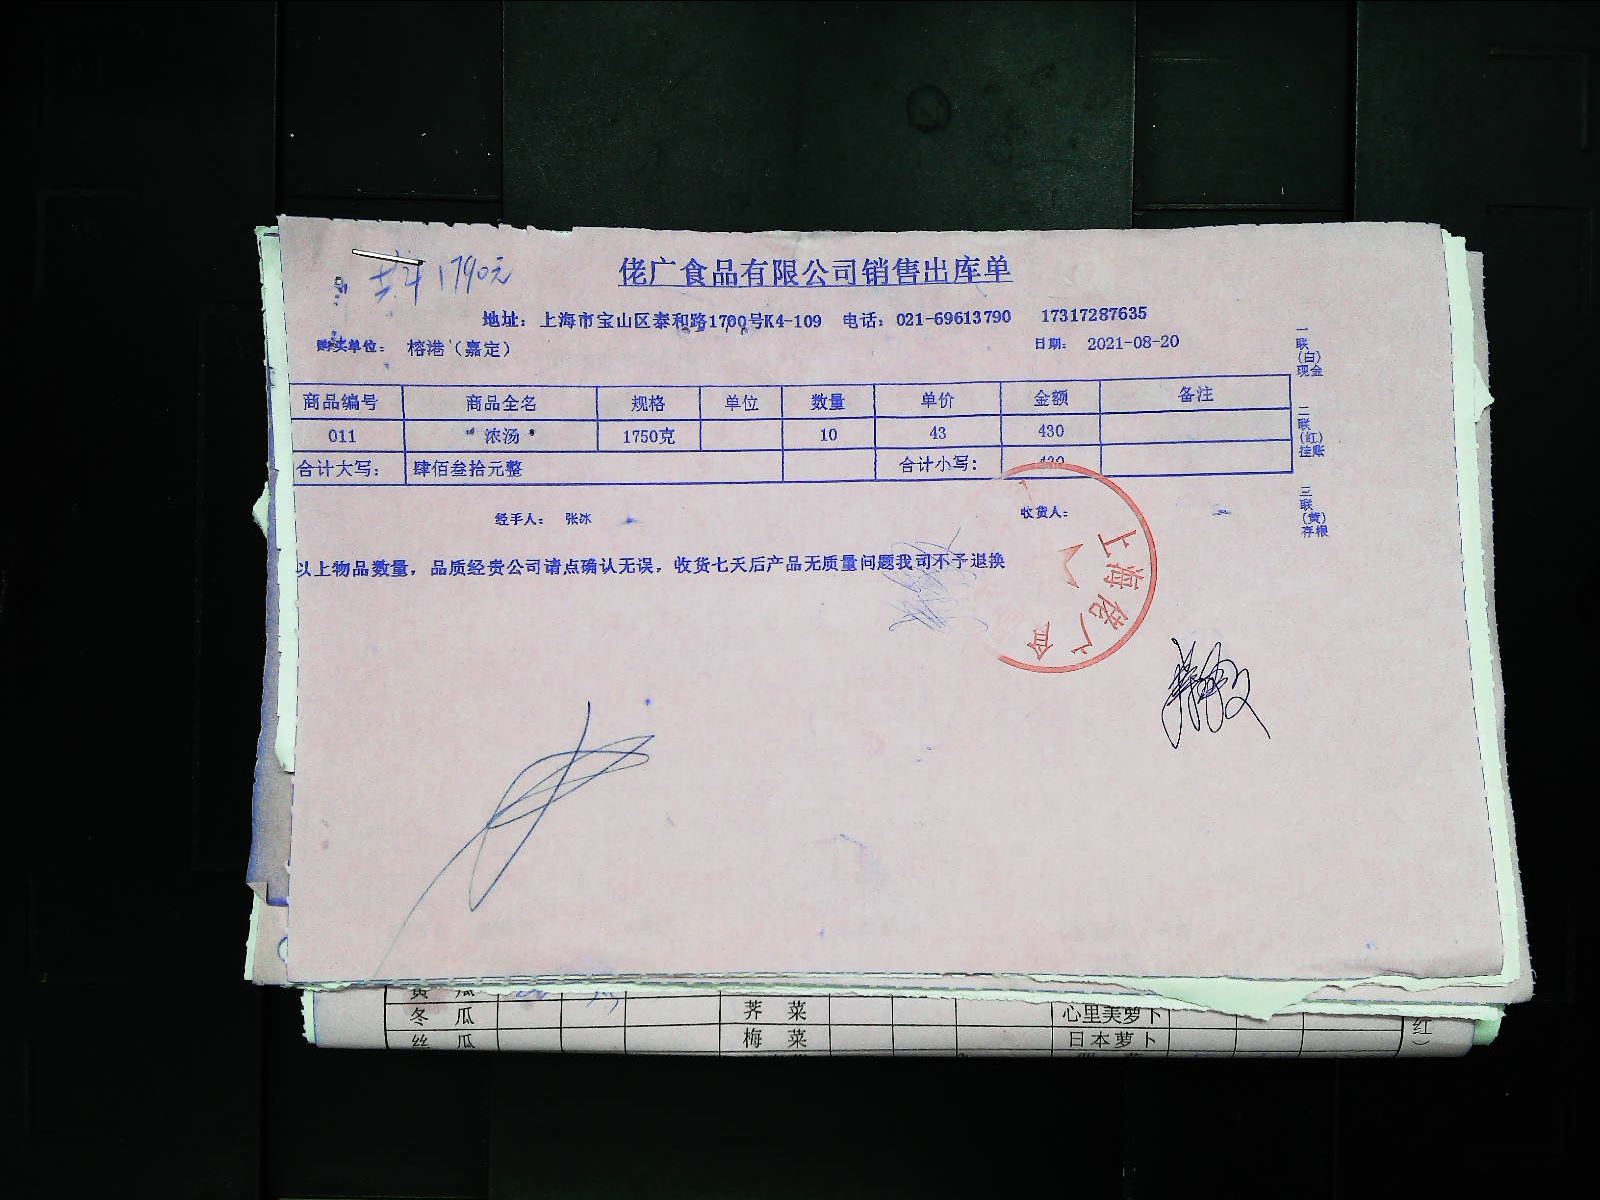 共计1790元
佬广食品有限公司销售出库单
地址：上海市宝山区泰和路1700号K4-109 电话：021-69613790 17317287635
购买单位：榕港（嘉定） 日期：2021-08-20
商品编号 商品全名 规格 单位 数量 单价 金额 备注
011 浓汤 1750克 10 43 430
合计大写：肆佰叁拾元整 合计小写：430
经手人：张冰 收货人：
以上物品数量，品质经贵公司请点确认无误，收货七天后产品无质量问题我司不予退换
一联（白）现金
二联（红）挂账
三联（黄）存根
上海佬广食
黄瓜
冬瓜 荠菜 心里美萝卜
丝瓜 梅菜 日本萝卜
红）